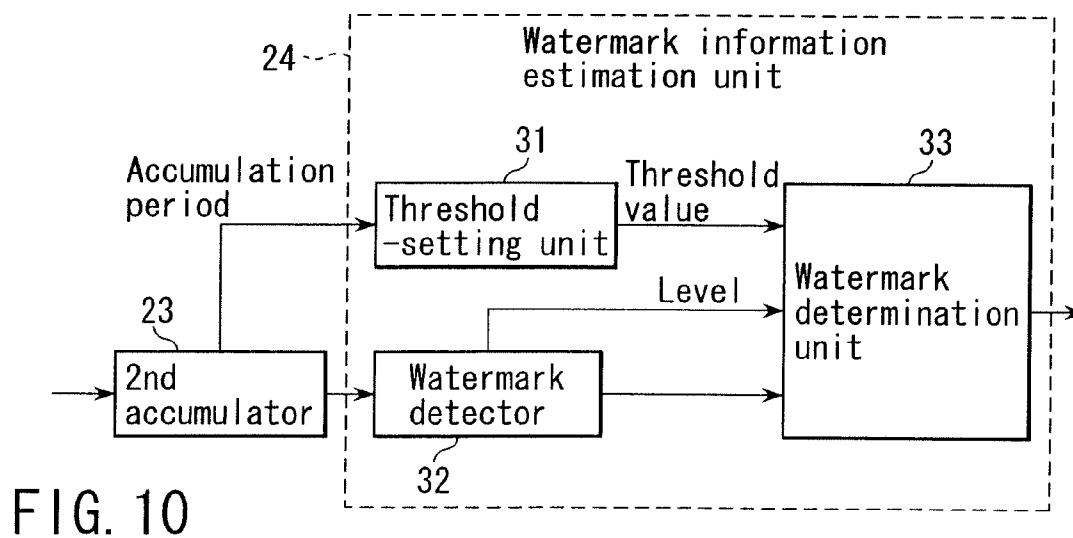 Watermark information
estimation unit
24
31
33
Accumulation
period
Threshold
value
Threshold
-setting unit
Level
Watermark
determination
unit
23
2nd
accumulator
Watermark
detector
32
FIG. 10